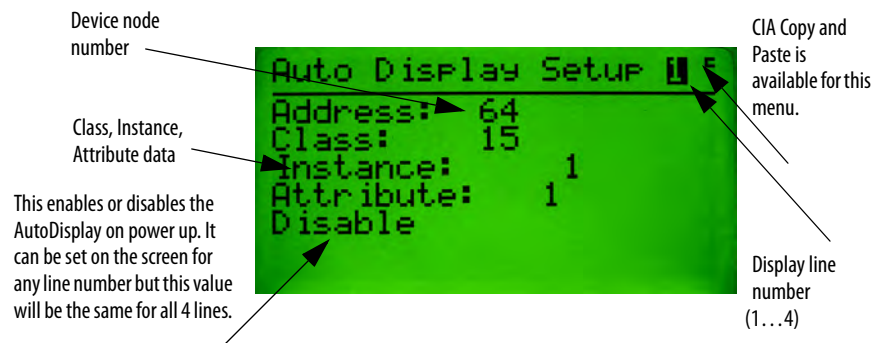 Device node
number
CIA Copy and
Paste is
available for this
menu.
Auto Display Setup 1
Address: 64
Class: 15
Instance: 1
Attribute: 1
Disable
Class, Instance,
Attribute data
This enables or disables the
AutoDisplay on power up. It
can be set on the screen for
any line number but this value
will be the same for all 4 lines.
Display line
number
(1...4)